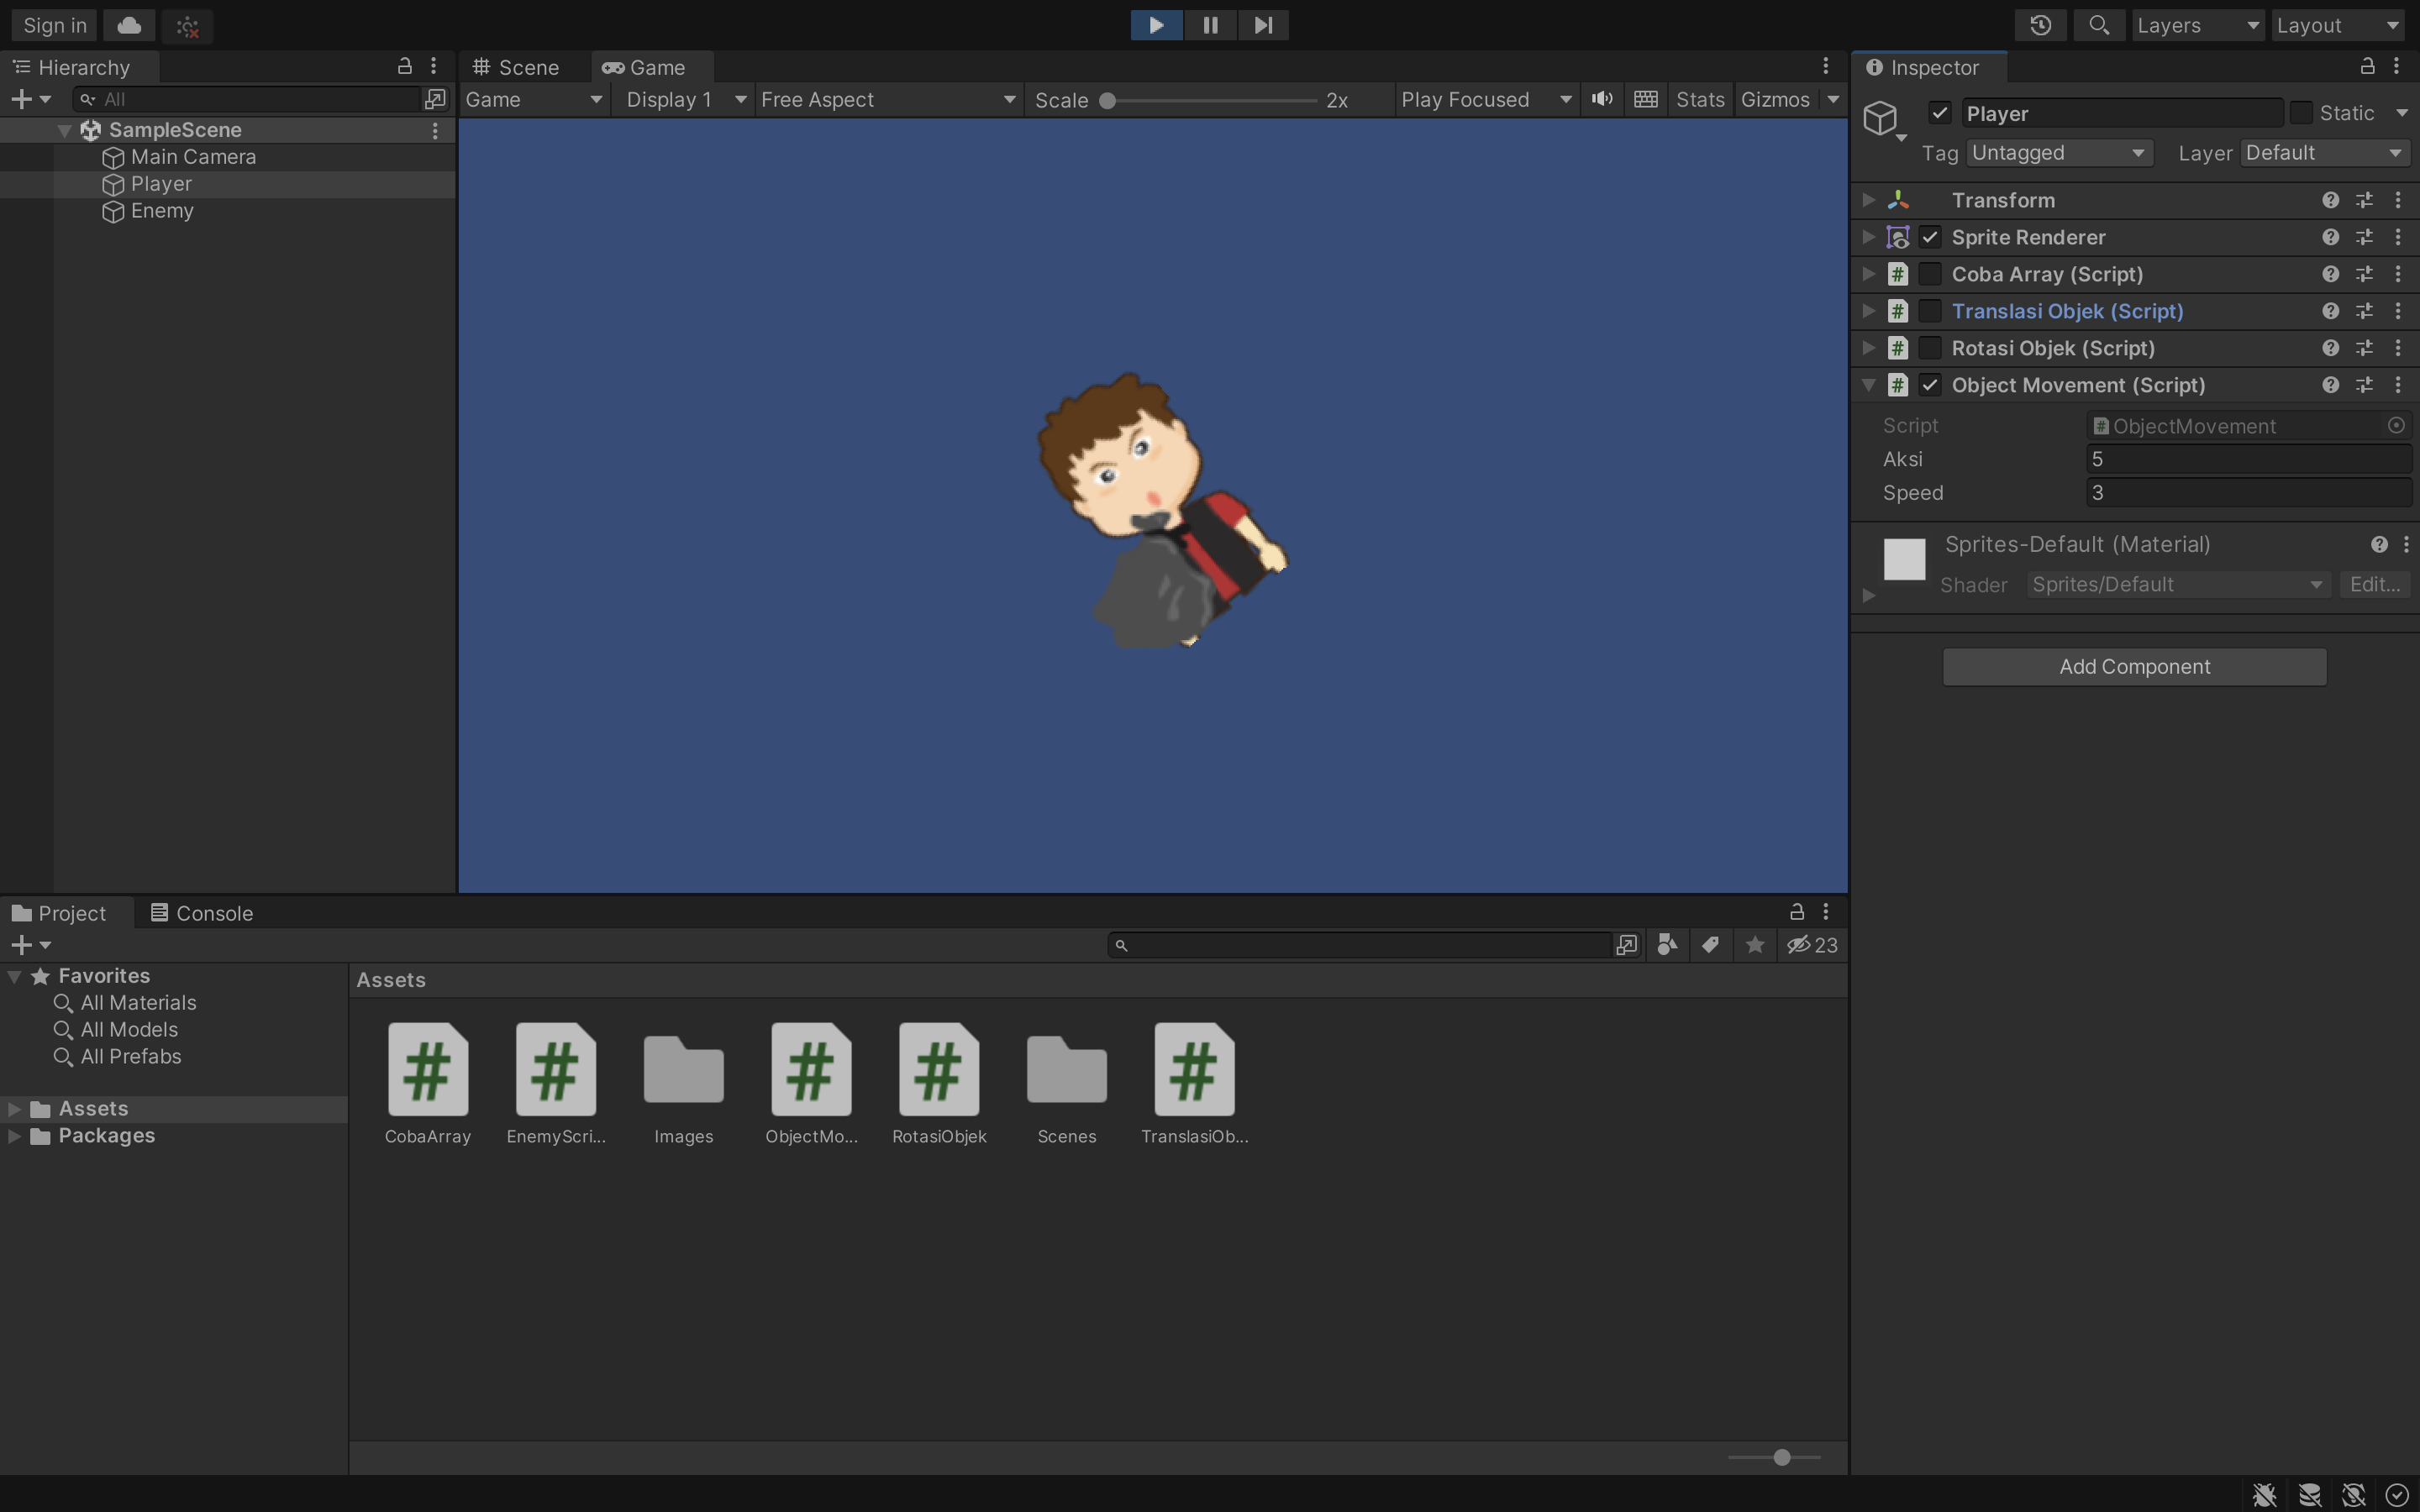 Sign in
Layers
Layout
Hierarchy
All
SampleScene
Main Camera
Player
Enemy
Scene
Game
Game
Display 1
Free Aspect
Scale
2x
Play Focused
Stats
Gizmos
Inspector
Player
Static
Tag
Untagged
Layer
Default
Transform
Sprite Renderer
Coba Array (Script)
Translasi Objek (Script)
Rotasi Objek (Script)
Object Movement (Script)
Script
ObjectMovement
Aksi
5
Speed
3
Sprites-Default (Material)
Shader
Sprites/Default
Edit...
Add Component
Project
Console
23
Favorites
All Materials
All Models
All Prefabs
Assets
Packages
Assets
CobaArray
EnemyScri...
Images
ObjectMo...
RotasiObjek
Scenes
TranslasiOb...